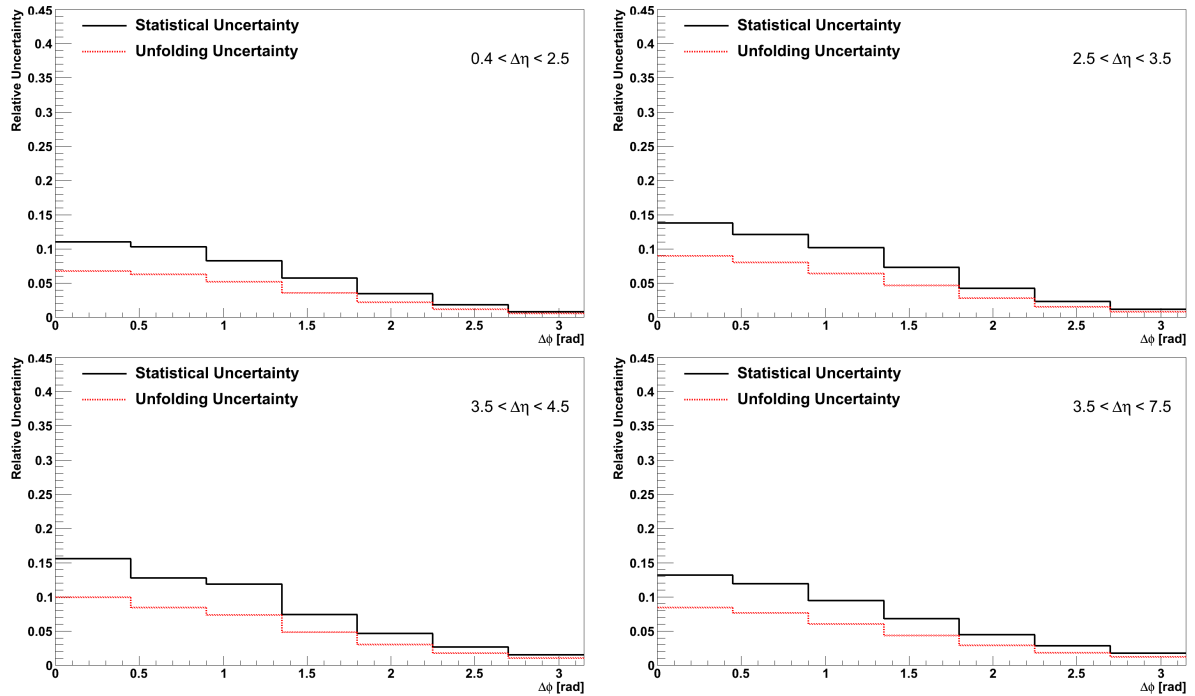 Relative Uncertainty
0.45
0.4
0.35
0.3
0.25
0.2
0.15
0.1
0.05
0
Statistical Uncertainty
Unfolding Uncertainty
0.4 < Δη < 2.5
0 0.5 1 1.5 2 2.5 3
Δϕ [rad]
Relative Uncertainty
0.45
0.4
0.35
0.3
0.25
0.2
0.15
0.1
0.05
0
Statistical Uncertainty
Unfolding Uncertainty
2.5 < Δη < 3.5
0 0.5 1 1.5 2 2.5 3
Δϕ [rad]
Relative Uncertainty
0.45
0.4
0.35
0.3
0.25
0.2
0.15
0.1
0.05
0
Statistical Uncertainty
Unfolding Uncertainty
3.5 < Δη < 4.5
0 0.5 1 1.5 2 2.5 3
Δϕ [rad]
Relative Uncertainty
0.45
0.4
0.35
0.3
0.25
0.2
0.15
0.1
0.05
0
Statistical Uncertainty
Unfolding Uncertainty
3.5 < Δη < 7.5
0 0.5 1 1.5 2 2.5 3
Δϕ [rad]